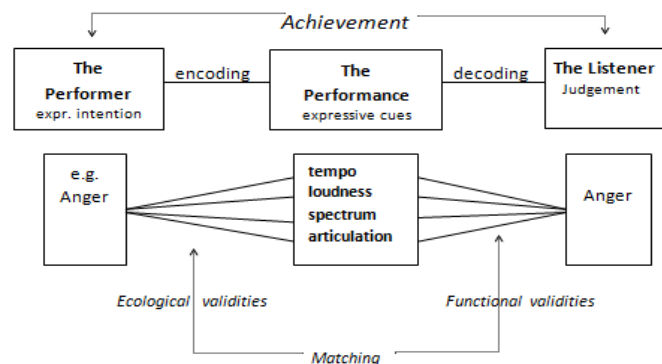 Achievement
The
Performer
expr. intention
encoding
The
Performance
expressive cues
decoding
The Listener
Judgement
e.g.
Anger
tempo
loudness
spectrum
articulation
Anger
Ecological validities
Functional validities
Matching